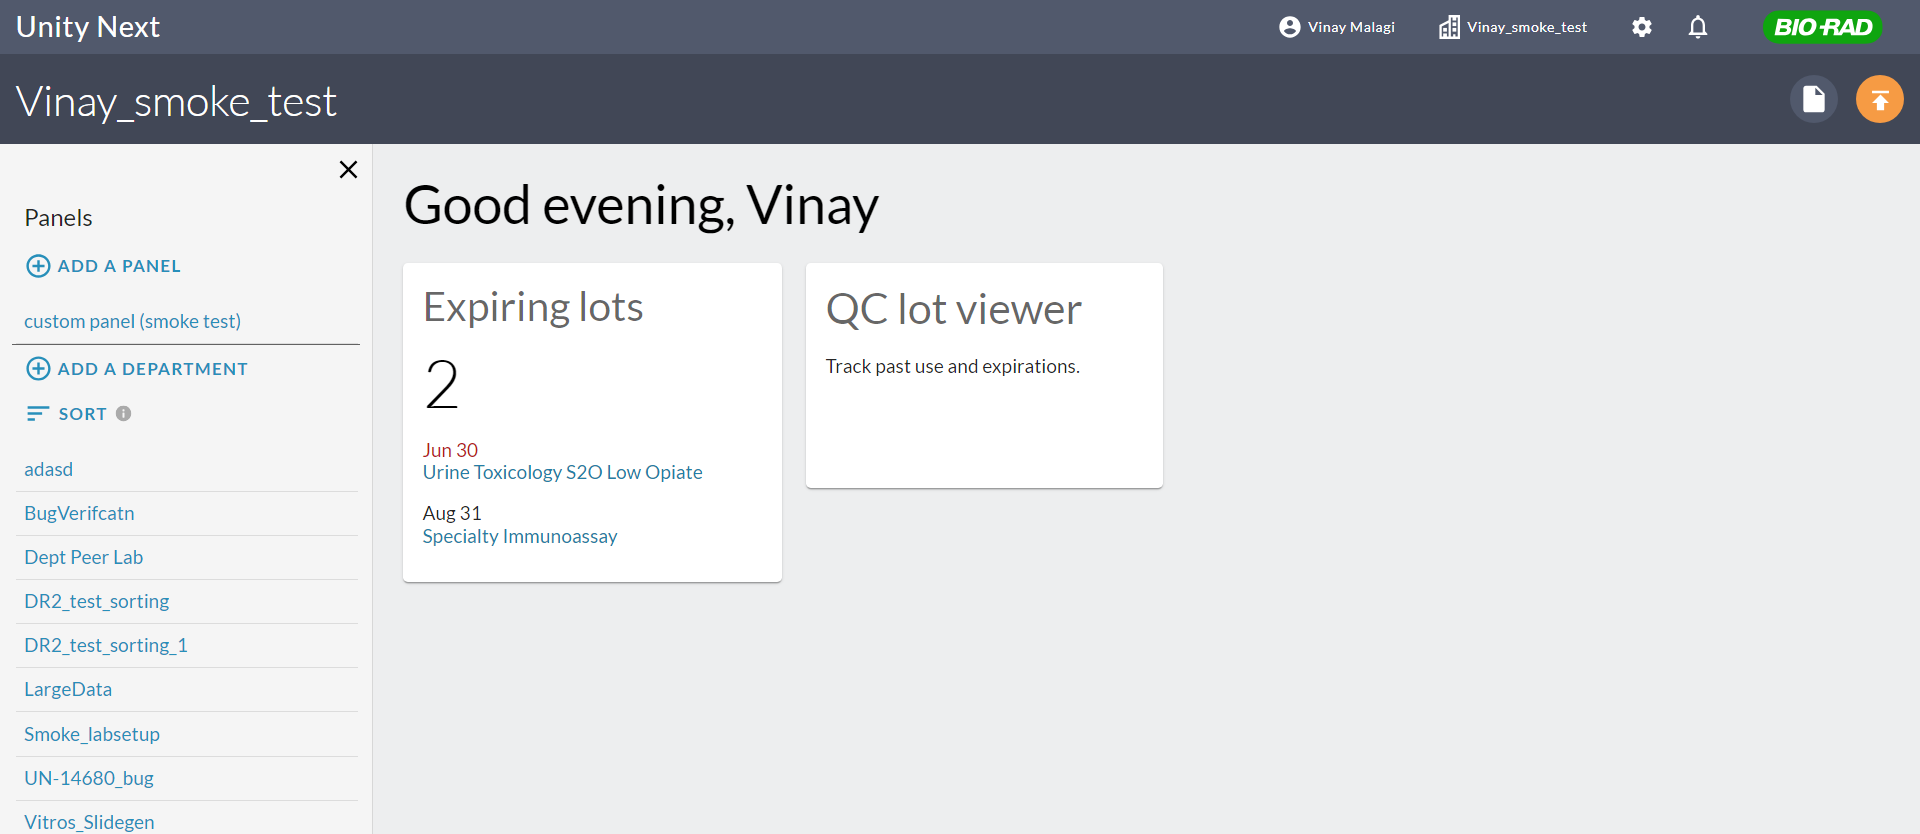 Unity Next
Vinay Malagi
Vinay_smoke_test
BIO-RAD
Vinay_smoke_test
Panels
ADD A PANEL
custom panel (smoke test)
ADD A DEPARTMENT
SORT
adasd
BugVerifcatn
Dept Peer Lab
DR2_test_sorting
DR2_test_sorting_1
LargeData
Smoke_labsetup
UN-14680_bug
Vitros_Slidegen
Good evening, Vinay
Expiring lots
2
Jun 30
Urine Toxicology S2O Low Opiate
Aug 31
Specialty Immunoassay
QC lot viewer
Track past use and expirations.